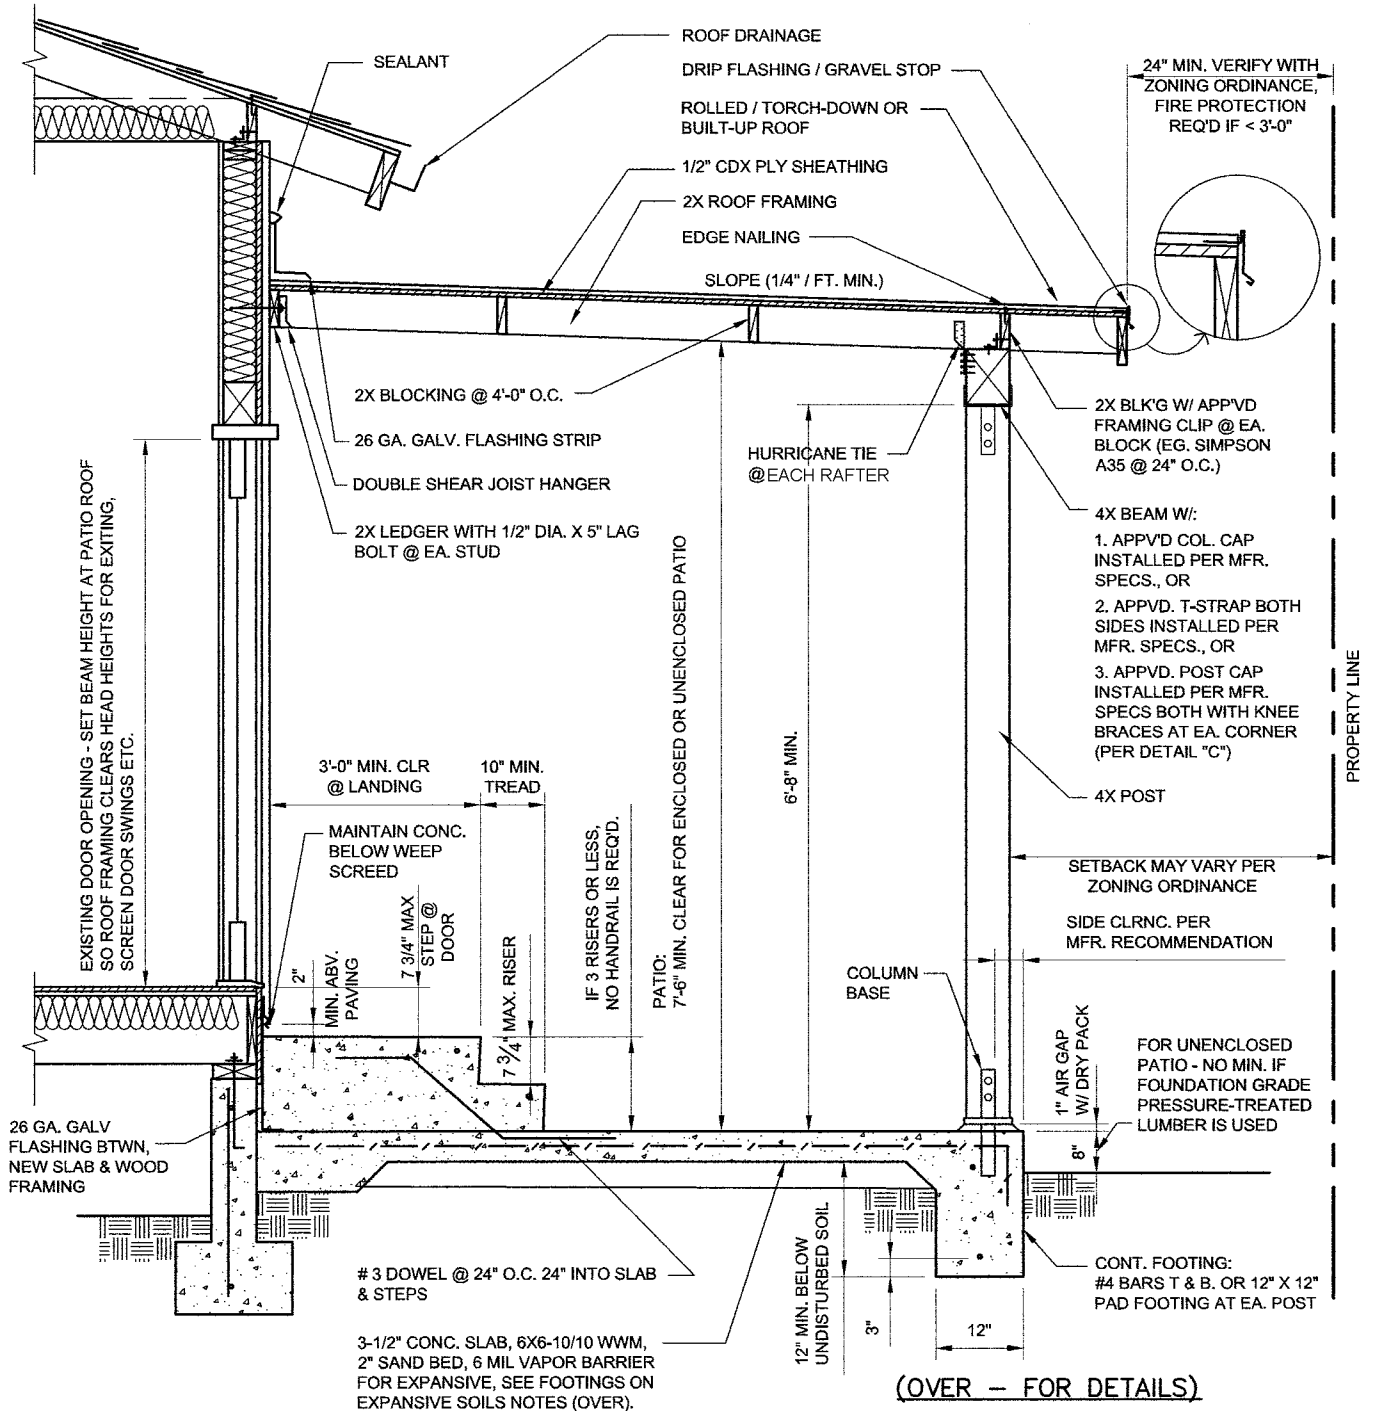 ROOF DRAINAGE
SEALANT
DRIP FLASHING / GRAVEL STOP
24" MIN. VERIFY WITH
ZONING ORDINANCE,
FIRE PROTECTION
REQ'D IF < 3'-0"
ROLLED / TORCH-DOWN OR
BUILT-UP ROOF
1/2" CDX PLY SHEATHING
2X ROOF FRAMING
EDGE NAILING
SLOPE (1/4" / FT. MIN.)
2X BLOCKING @ 4'-0" O.C.
26 GA. GALV. FLASHING STRIP
DOUBLE SHEAR JOIST HANGER
2X LEDGER WITH 1/2" DIA. X 5" LAG
BOLT @ EA. STUD
HURRICANE TIE
@EACH RAFTER
2X BLK'G W/ APP'VD
FRAMING CLIP @ EA.
BLOCK (EG. SIMPSON
A35 @ 24" O.C.)
4X BEAM W/:
1. APPV'D COL. CAP
INSTALLED PER MFR.
SPECS., OR
2. APPVD. T-STRAP BOTH
SIDES INSTALLED PER
MFR. SPECS., OR
3. APPVD. POST CAP
INSTALLED PER MFR.
SPECS BOTH WITH KNEE
BRACES AT EA. CORNER
(PER DETAIL "C")
4X POST
PROPERTY LINE
EXISTING DOOR OPENING - SET BEAM HEIGHT AT PATIO ROOF
SO ROOF FRAMING CLEARS HEAD HEIGHTS FOR EXITING,
SCREEN DOOR SWINGS ETC.
3'-0" MIN. CLR
@ LANDING
10" MIN.
TREAD
MAINTAIN CONC.
BELOW WEEP
SCREED
2"
MIN. ABV.
PAVING
7 3/4" MAX
STEP @
DOOR
7 3/4" MAX. RISER
IF 3 RISERS OR LESS,
NO HANDRAIL IS REQ'D.
PATIO:
7'-6" MIN. CLEAR FOR ENCLOSED OR UNENCLOSED PATIO
6'-8" MIN.
SETBACK MAY VARY PER
ZONING ORDINANCE
SIDE CLRNC. PER
MFR. RECOMMENDATION
COLUMN
BASE
1" AIR GAP
W/ DRY PACK
8"
FOR UNENCLOSED
PATIO - NO MIN. IF
FOUNDATION GRADE
PRESSURE-TREATED
LUMBER IS USED
26 GA. GALV
FLASHING BTWN,
NEW SLAB & WOOD
FRAMING
# 3 DOWEL @ 24" O.C. 24" INTO SLAB
& STEPS
3-1/2" CONC. SLAB, 6X6-10/10 WWM,
2" SAND BED, 6 MIL VAPOR BARRIER
FOR EXPANSIVE, SEE FOOTINGS ON
EXPANSIVE SOILS NOTES (OVER).
12" MIN. BELOW
UNDISTURBED SOIL
3"
12"
CONT. FOOTING:
#4 BARS T & B. OR 12" X 12"
PAD FOOTING AT EA. POST
(OVER - FOR DETAILS)